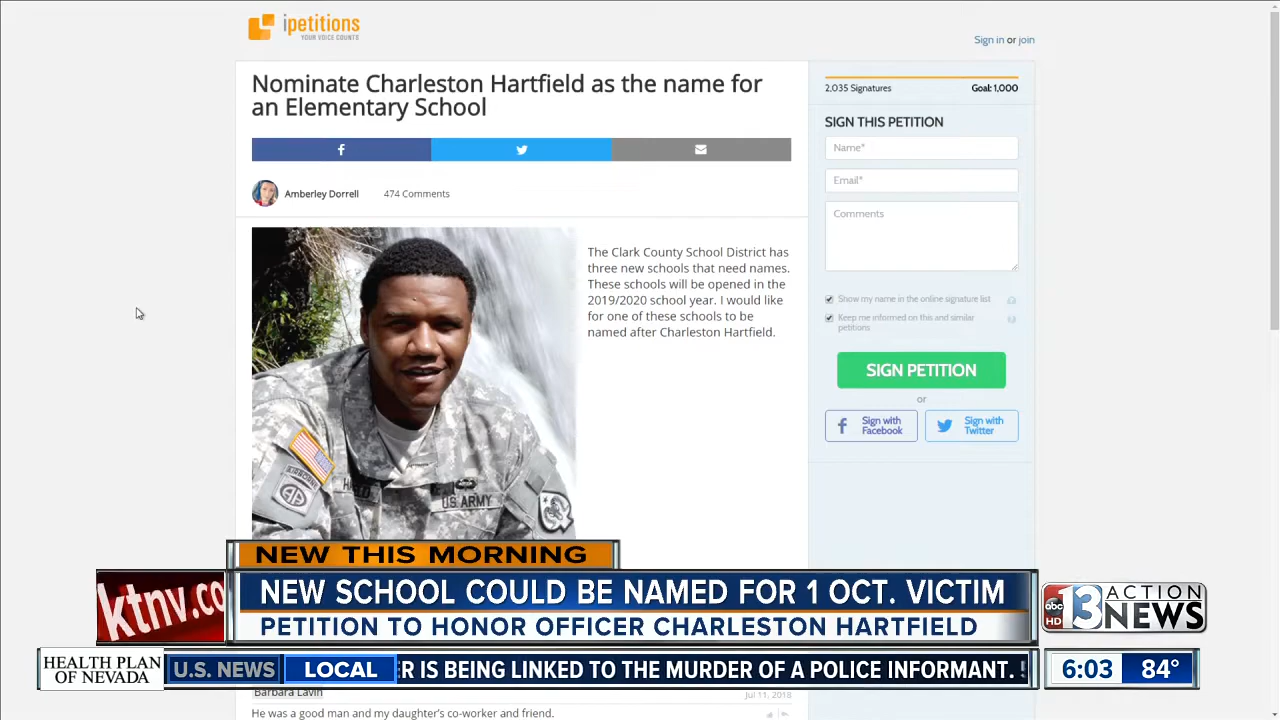 ipetitions
YOUR VOICE COUNTS
Sign in or join
Nominate Charleston Hartfield as the name for
an Elementary School
Amberley Dorrell 474 Comments
The Clark County School District has
three new schools that need names.
These schools will be opened in the
2019/2020 school year. I would like
for one of these schools to be
named after Charleston Hartfield.
2,035 Signatures Goal: 1,000
SIGN THIS PETITION
Name*
Email*
Comments
Show my name in the online signature list
Keep me informed on this and similar
petitions
SIGN PETITION
or
Sign with
Facebook
Sign with
Twitter
AIRBORNE
U.S. ARMY
NEW THIS MORNING
ktnv.co
NEW SCHOOL COULD BE NAMED FOR 1 OCT. VICTIM
PETITION TO HONOR OFFICER CHARLESTON HARTFIELD
abc
HD
13 ACTION
NEWS
HEALTH PLAN
OF NEVADA
U.S. NEWS
LOCAL
ER IS BEING LINKED TO THE MURDER OF A POLICE INFORMANT.
6:03 84°
Barbara Lavin
Jul 11, 2018
He was a good man and my daughter's co-worker and friend.